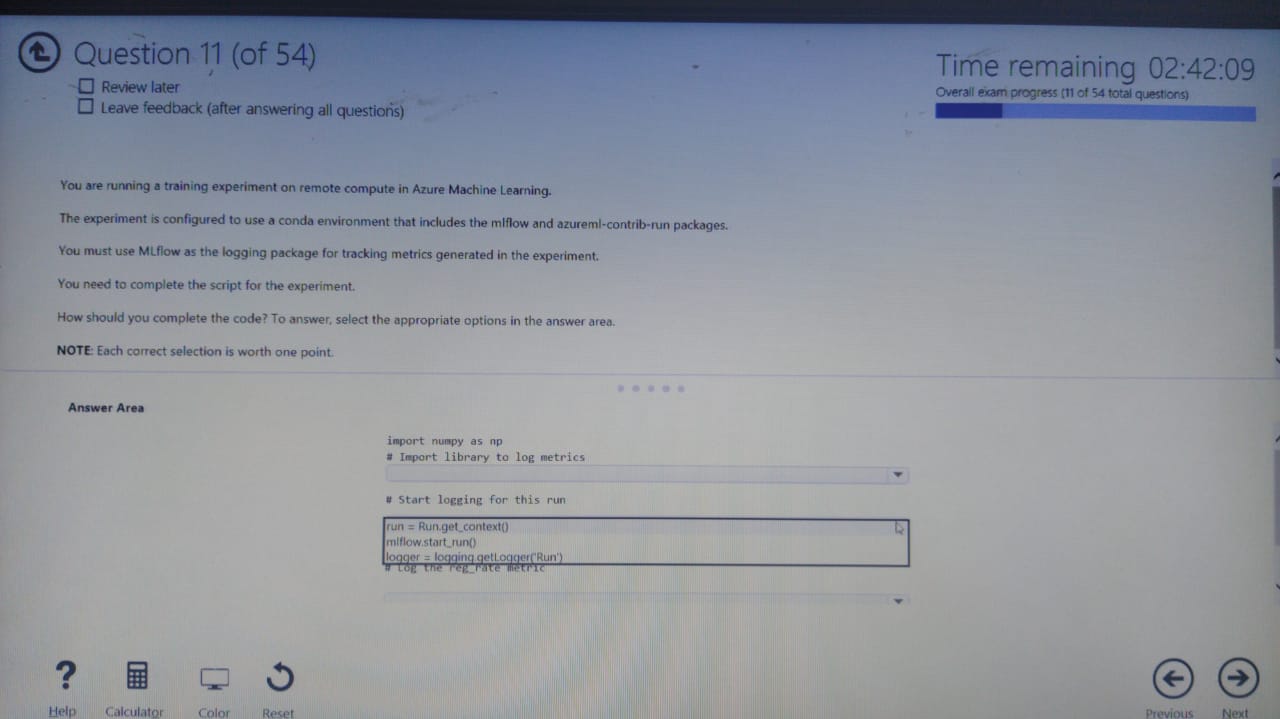 Question 11 (of 54)
Review later
Leave feedback (after answering all questions)
Time remaining 02:42:09
Overall exam progress (11 of 54 total questions)
You are running a training experiment on remote compute in Azure Machine Learning.
The experiment is configured to use a conda environment that includes the mlflow and azureml-contrib-run packages.
You must use MLflow as the logging package for tracking metrics generated in the experiment.
You need to complete the script for the experiment.
How should you complete the code? To answer, select the appropriate options in the answer area.
NOTE: Each correct selection is worth one point.
Answer Area
import numpy as np
# Import library to log metrics
# Start logging for this run
run = Run.get_context()
mlflow.start_run()
logger = logging.getLogger('Run')
# Log the reg_rate metric
Help
Calculator
Color
Reset
Previous
Next